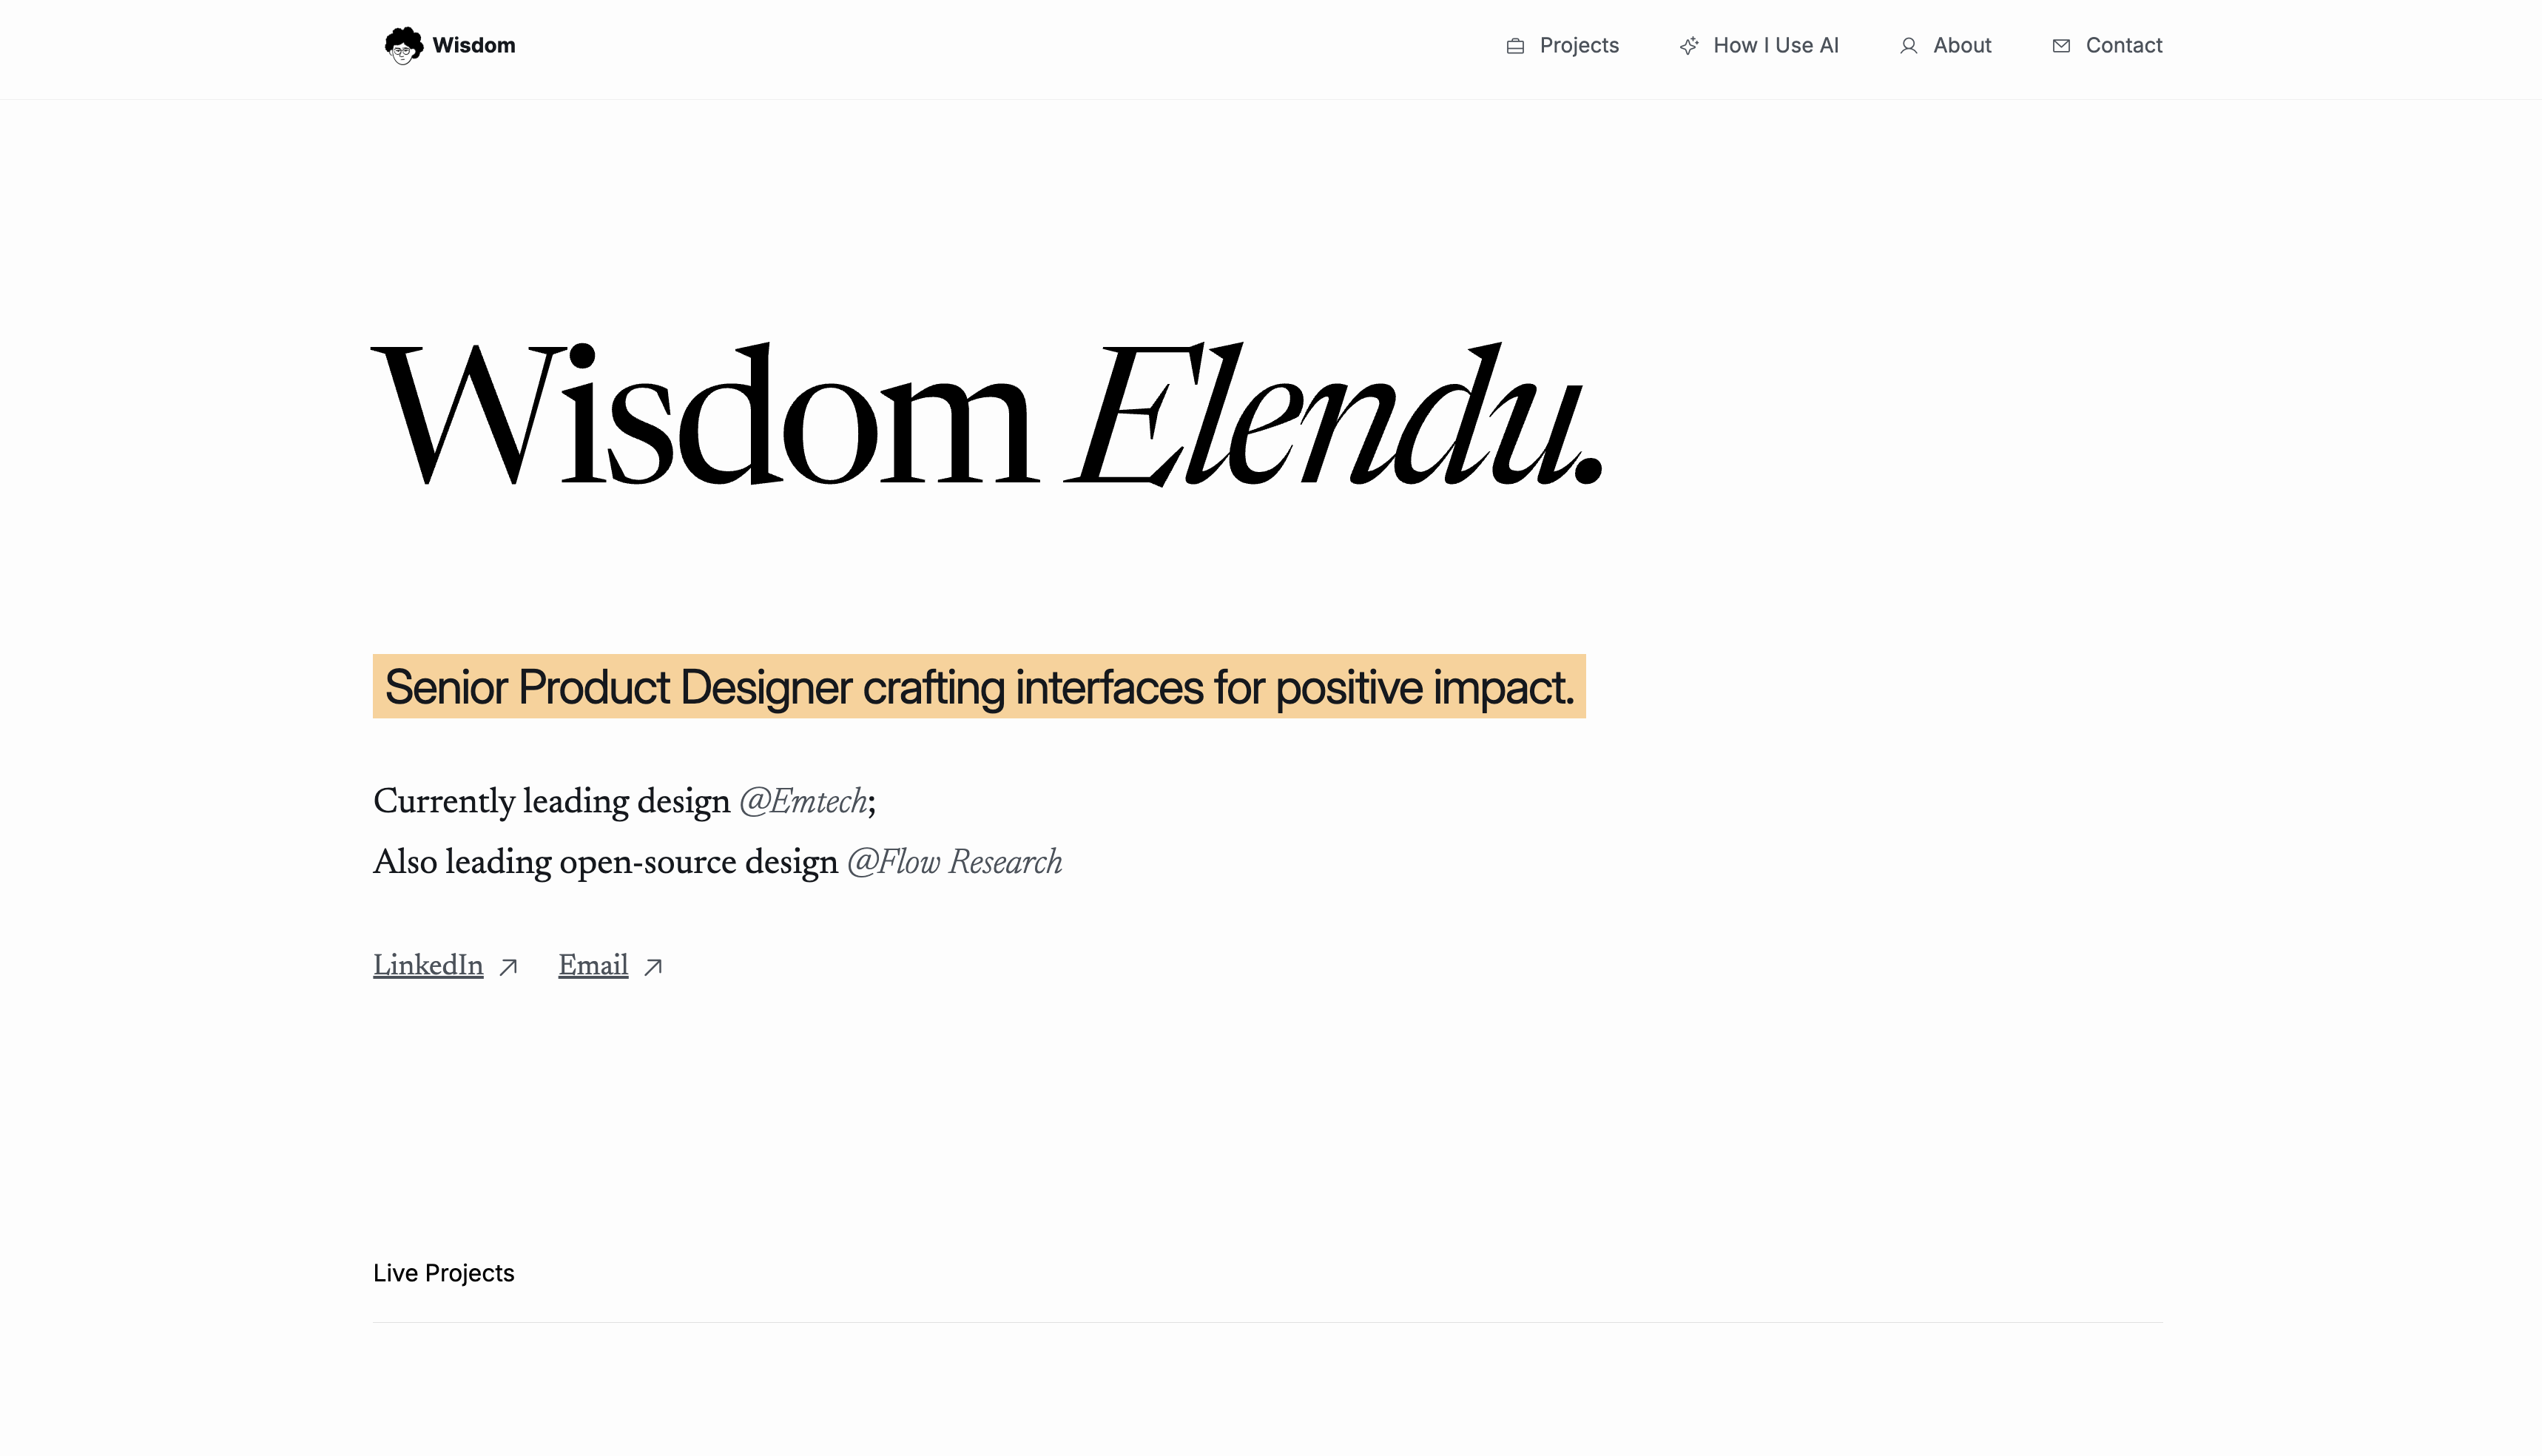 Wisdom
Projects
How I Use AI
About
Contact
Wisdom Elendu.
Senior Product Designer crafting interfaces for positive impact.
Currently leading design @Emtech;
Also leading open-source design @Flow Research
LinkedIn
Email
Live Projects